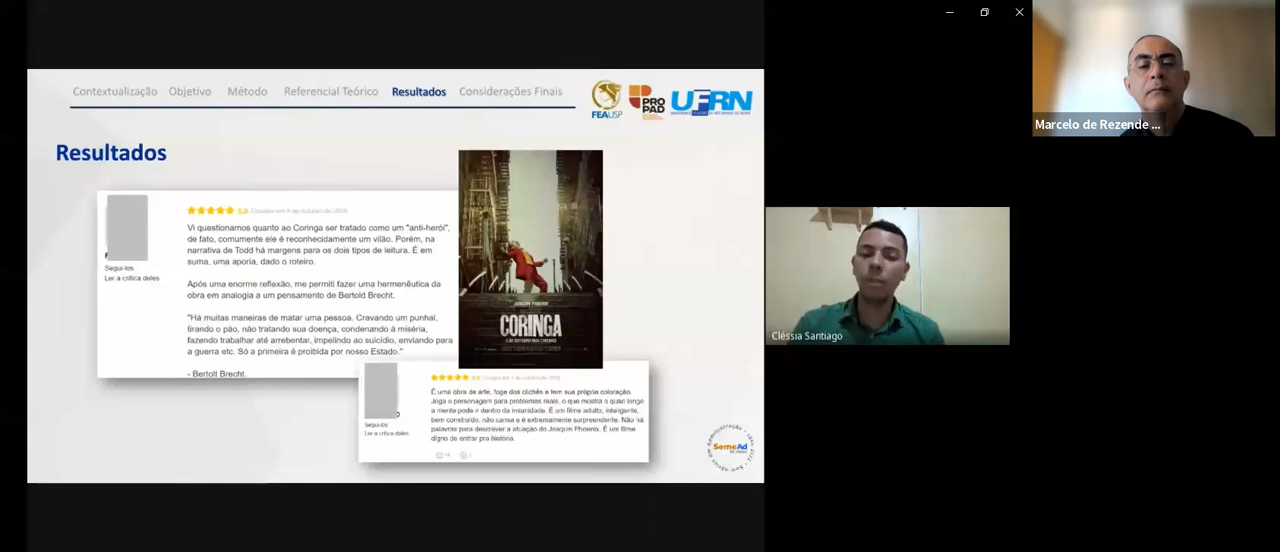 Contextualização Objetivo Método Referencial Teórico Resultados Considerações Finais
FEAUSP
PRO
PAD
UFRN
Resultados
5,0
Segui-los
Ler a crítica deles
Vi questionamos quanto ao Coringa ser tratado como um "anti-herói",
de fato, comumente ele é reconhecidamente um vilão. Porém, na
narrativa de Todd há margens para os dois tipos de leitura. É em
suma, uma aporia, dado o roteiro.
Após uma enorme reflexão, me permiti fazer uma hermenêutica da
obra em analogia a um pensamento de Bertold Brecht.
"Há muitas maneiras de matar uma pessoa. Cravando um punhal,
tirando o pão, não tratando sua doença, condenando à miséria,
fazendo trabalhar até arrebentar, impelindo ao suicídio, enviando para
a guerra etc. Só a primeira é proibida por nosso Estado."
- Bertolt Brecht.
JOAQUIN PHOENIX
CORINGA
Segui-los
Ler a crítica deles
É uma obra de arte, foge dos clichês e tem sua própria coloração.
Joga o personagem para problemas reais, o que mostra o quao longe
a mente pode ir dentro da insanidade. É um filme adulto, inteligente,
bem construído, não cansa e é extremamente surpreendente. Não há
palavras para descrever a atuação do Joaquin Phoenix. É um filme
digno de entrar pra história.
SemeAd
Marcelo de Rezende ...
Cléssia Santiago